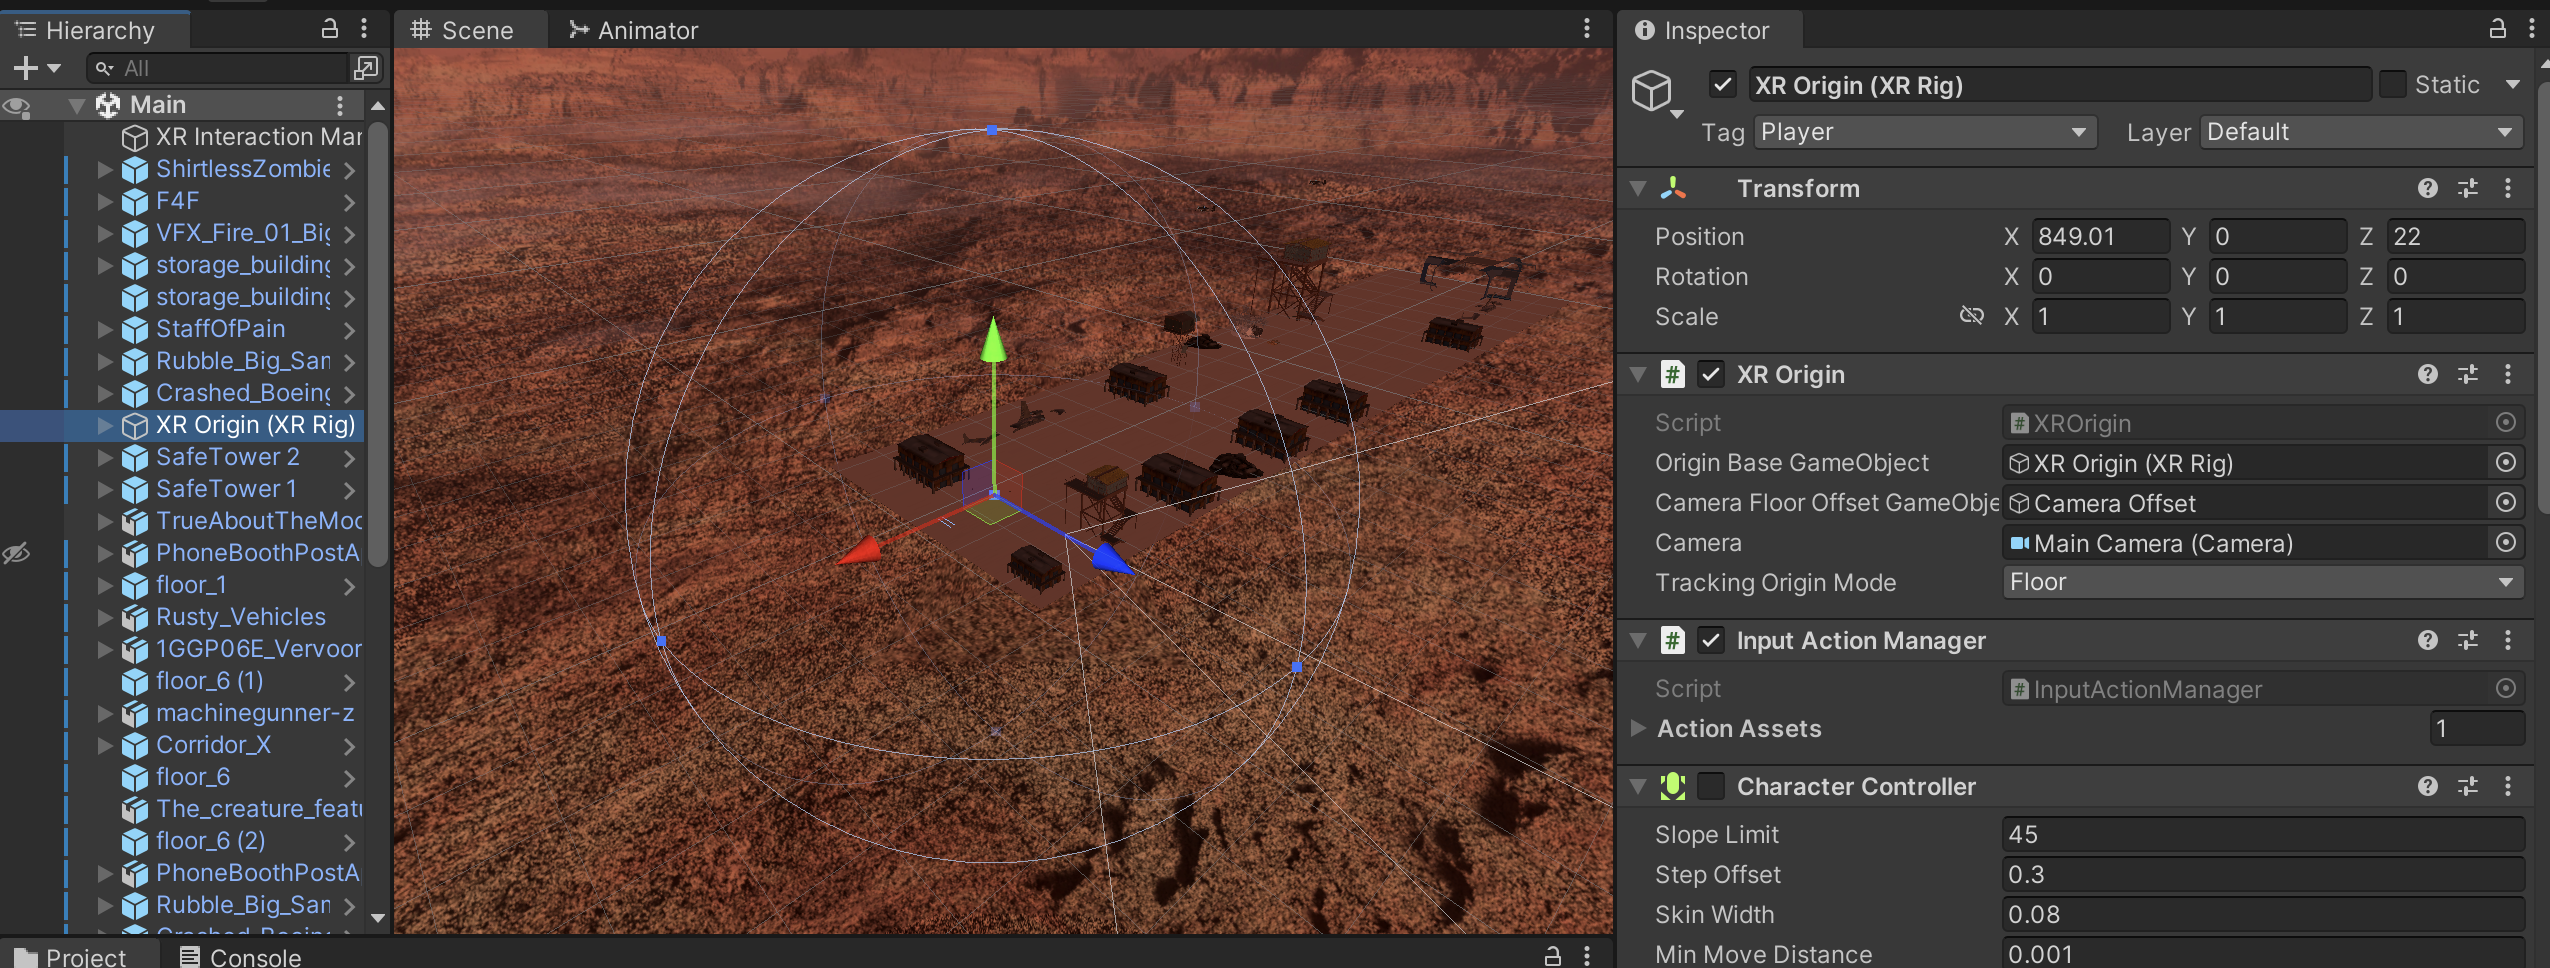 Hierarchy
All
Main
XR Interaction Mar
ShirtlessZombie
F4F
VFX_Fire_01_Big
storage_building
storage_building
StaffOfPain
Rubble_Big_San
Crashed_Boeing
XR Origin (XR Rig)
SafeTower 2
SafeTower 1
TrueAboutTheMoo
PhoneBoothPostA
floor_1
Rusty_Vehicles
1GGP06E_Vervoor
floor_6 (1)
machinegunner-z
Corridor_X
floor_6
The_creature_featu
floor_6 (2)
PhoneBoothPostA
Rubble_Big_San
Crashed_Boeing
Project
Console
Scene
Animator
Inspector
XR Origin (XR Rig)
Static
Tag Player
Layer Default
Transform
Position X 849.01 Y 0 Z 22
Rotation X 0 Y 0 Z 0
Scale X 1 Y 1 Z 1
XR Origin
Script XROrigin
Origin Base GameObject XR Origin (XR Rig)
Camera Floor Offset GameObje Camera Offset
Camera Main Camera (Camera)
Tracking Origin Mode Floor
Input Action Manager
Script InputActionManager
Action Assets 1
Character Controller
Slope Limit 45
Step Offset 0.3
Skin Width 0.08
Min Move Distance 0.001